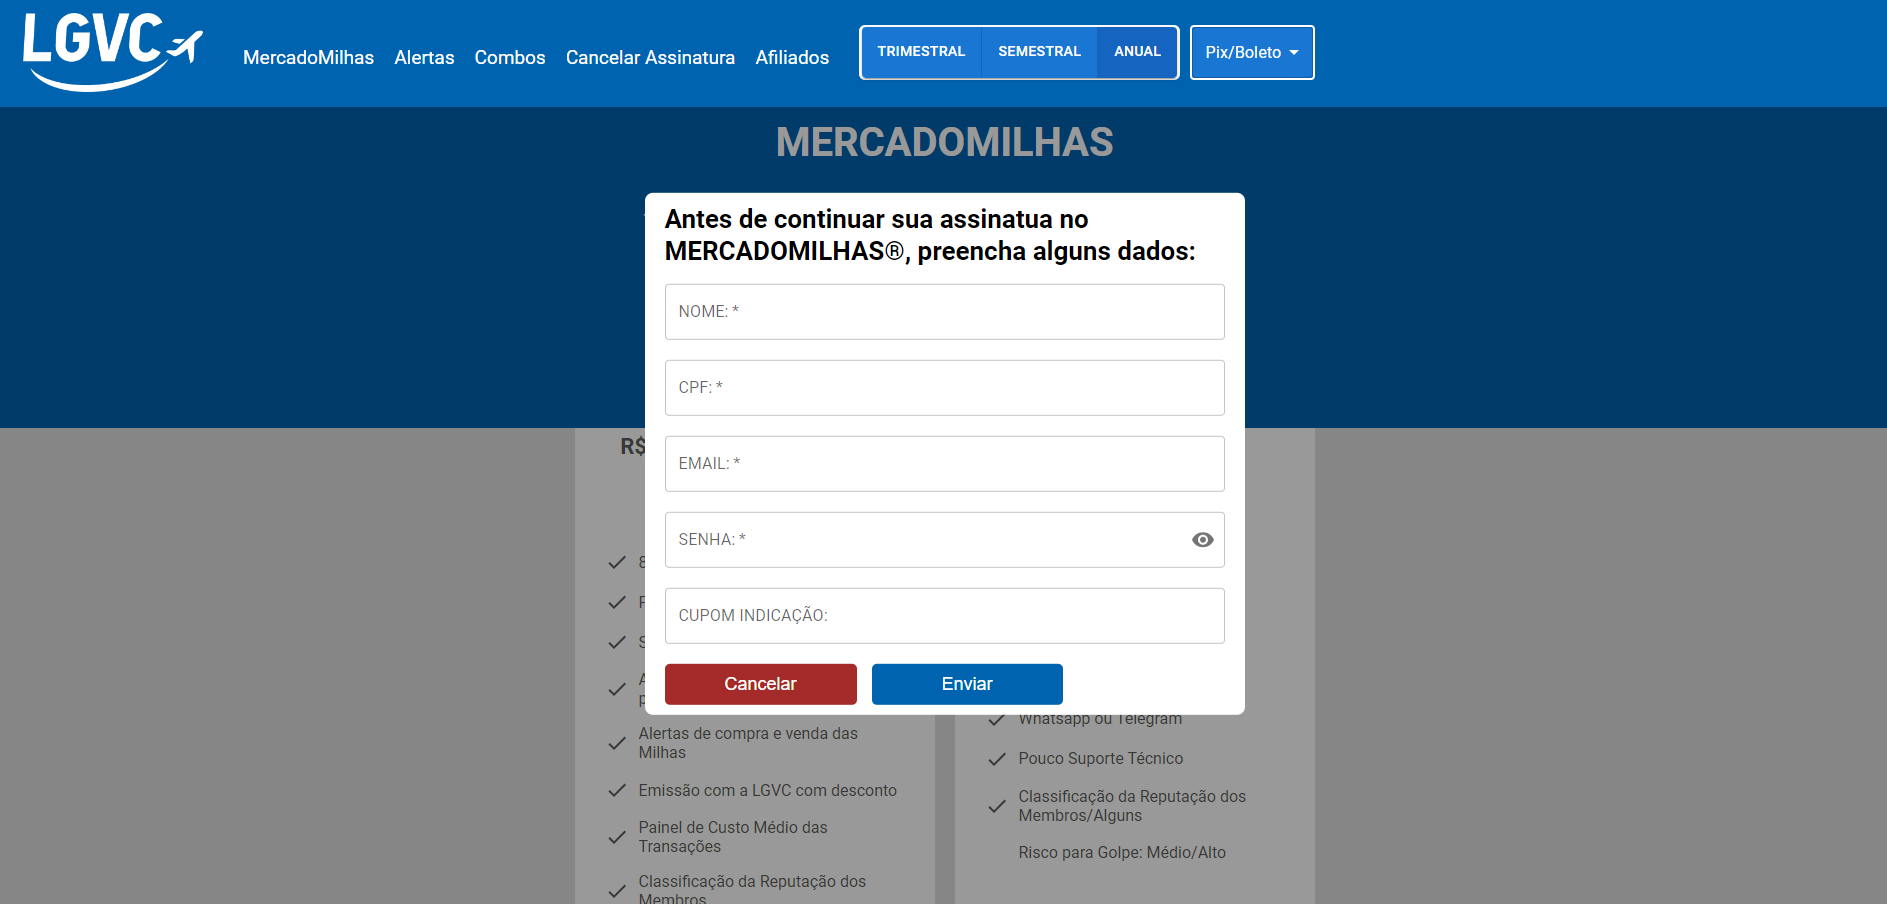 LGVC
MercadoMilhas
Alertas
Combos
Cancelar Assinatura
Afiliados
TRIMESTRAL
SEMESTRAL
ANUAL
Pix/Boleto
MERCADOMILHAS
Antes de continuar sua assinatua no
MERCADOMILHAS®, preencha alguns dados:
NOME: *
CPF: *
EMAIL: *
SENHA: *
CUPOM INDICAÇÃO:
Cancelar
Enviar
R$
Alertas de compra e venda das
Milhas
Emissão com a LGVC com desconto
Painel de Custo Médio das
Transações
Classificação da Reputação dos
Membros
Whatsapp ou Telegram
Pouco Suporte Técnico
Classificação da Reputação dos
Membros/Alguns
Risco para Golpe: Médio/Alto